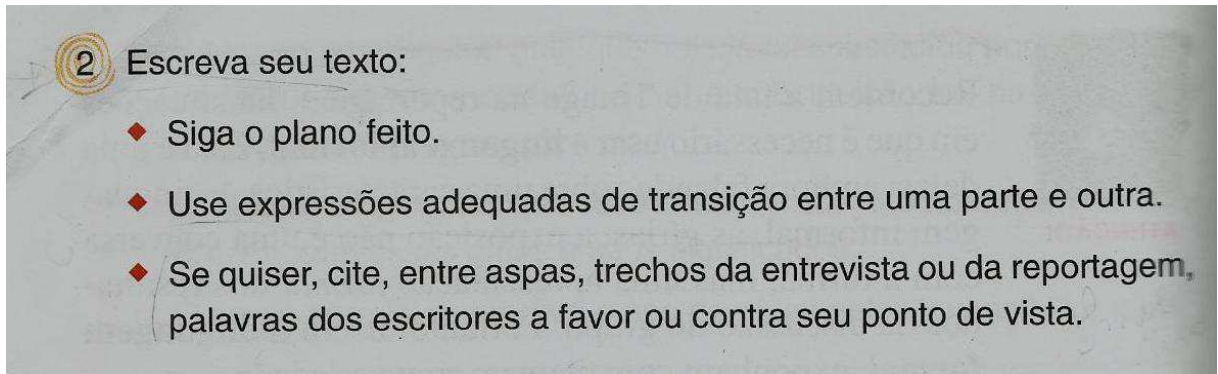 2 Escreva seu texto:
◆ Siga o plano feito.
◆ Use expressões adequadas de transição entre uma parte e outra.
◆ Se quiser, cite, entre aspas, trechos da entrevista ou da reportagem,
palavras dos escritores a favor ou contra seu ponto de vista.